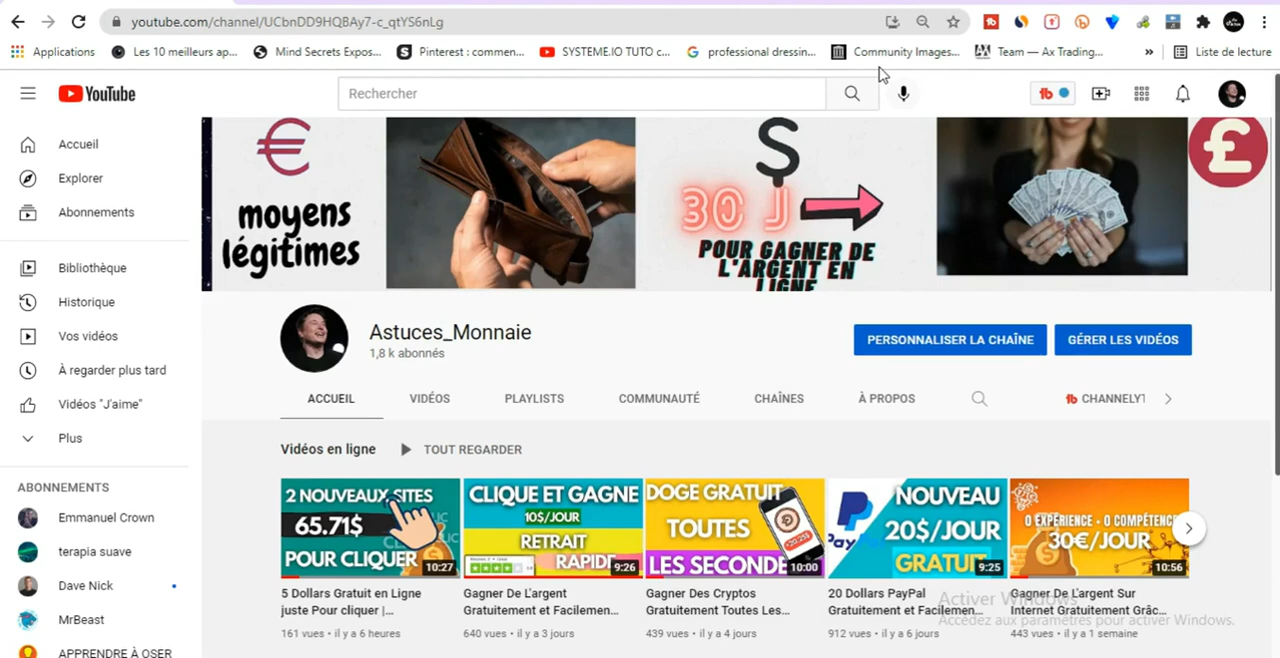 youtube.com/channel/UCbnDD9HQBAy7-c_qtYS6nLg
Applications
Les 10 meilleurs ap...
Mind Secrets Expos...
Pinterest : commen...
SYSTEME.IO TUTO c...
professional dressin...
Community Images...
Team — Ax Trading...
»
Liste de lecture
YouTube
Rechercher
Accueil
Explorer
Abonnements
Bibliothèque
Historique
Vos vidéos
À regarder plus tard
Vidéos "J'aime"
Plus
ABONNEMENTS
Emmanuel Crown
terapia suave
Dave Nick
MrBeast
APPRENDRE À OSER
€
moyens
légitimes
$
30 J
POUR GAGNER DE
L'ARGENT EN
LIGNE
£
Astuces_Monnaie
1,8 k abonnés
PERSONNALISER LA CHAÎNE
GÉRER LES VIDÉOS
ACCUEIL
VIDÉOS
PLAYLISTS
COMMUNAUTÉ
CHAÎNES
À PROPOS
CHANNELYT
Vidéos en ligne
TOUT REGARDER
2 NOUVEAUX SITES
65.71$
POUR CLIQUER
10:27
5 Dollars Gratuit en Ligne
juste Pour cliquer |...
161 vues • il y a 6 heures
CLIQUE ET GAGNE
10$/JOUR
RETRAIT
RAPIDE
9:26
Gagner De L'argent
Gratuitement et Facilemen...
640 vues • il y a 3 jours
DOGE GRATUIT
TOUTES
LES SECONDE
10:00
Gagner Des Cryptos
Gratuitement Toutes Les...
439 vues • il y a 4 jours
NOUVEAU
20$/JOUR
GRATUIT
PayP
9:25
20 Dollars PayPal
Gratuitement et Facilemen...
912 vues • il y a 6 jours
0 EXPÉRIENCE - 0 COMPÉTENC
30€/JOUR
10:56
Gagner De L'argent Sur
Internet Gratuitement Grâc...
443 vues • il y a 1 semaine
Activer Windows
Accédez aux paramètres pour activer Windows.